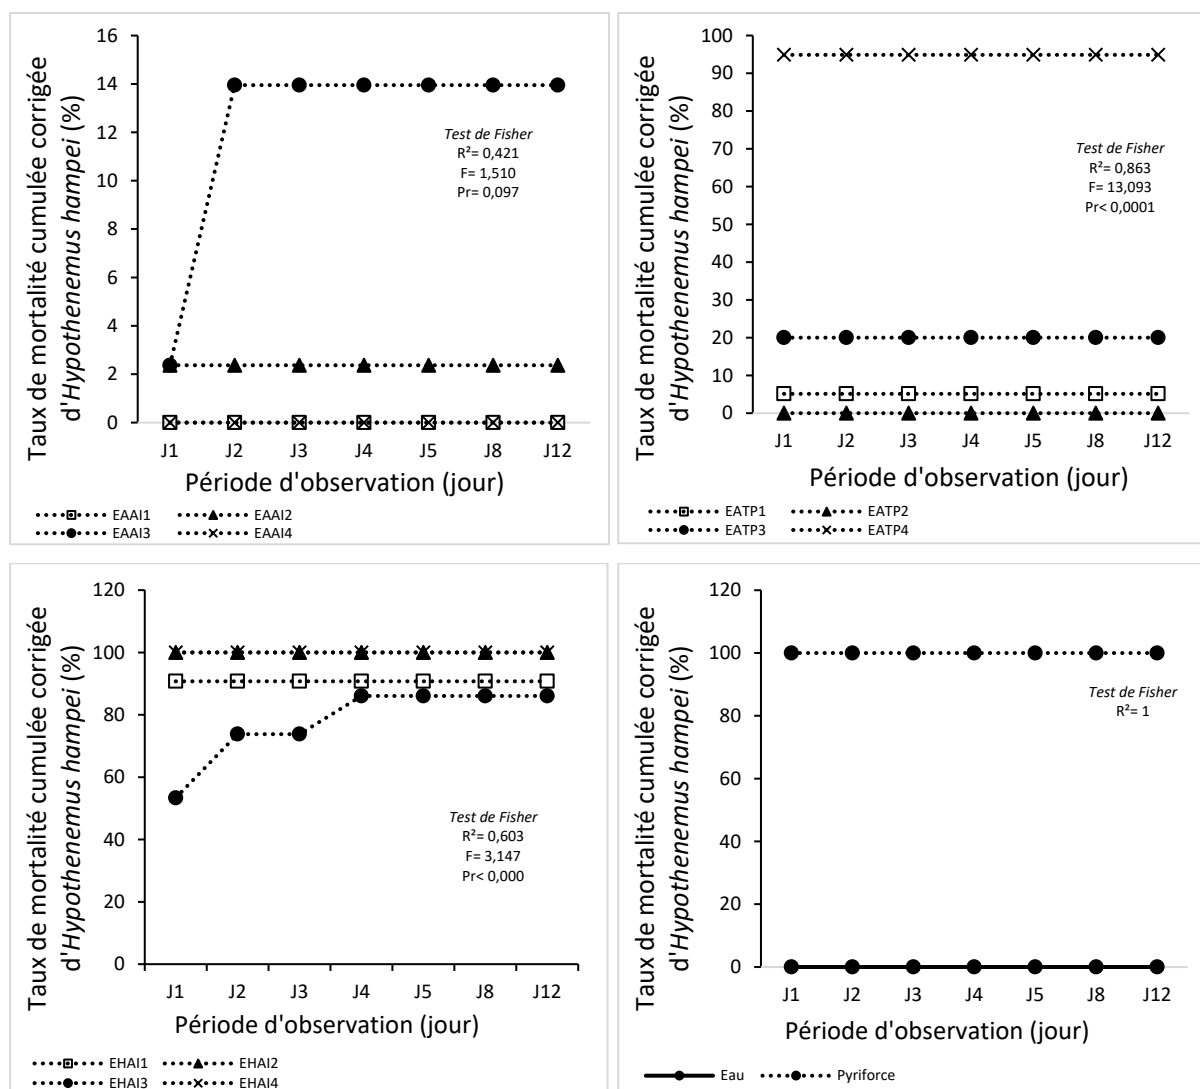 Taux de mortalité cumulée corrigée
d'Hypothenemus hampei (%)
16
14
12
10
8
6
4
2
0
Test de Fisher
R²= 0,421
F= 1,510
Pr= 0,097
J1 J2 J3 J4 J5 J8 J12
Période d'observation (jour)
EAAI1 EAAI2
EAAI3 EAAI4
Taux de mortalité cumulée corrigée
d'Hypothenemus hampei (%)
100
90
80
70
60
50
40
30
20
10
0
Test de Fisher
R²= 0,863
F= 13,093
Pr< 0,0001
J1 J2 J3 J4 J5 J8 J12
Période d'observation (jour)
EATP1 EATP2
EATP3 EATP4
Taux de mortalité cumulée corrigée
d'Hypothenemus hampei (%)
120
100
80
60
40
20
0
Test de Fisher
R²= 0,603
F= 3,147
Pr< 0,000
J1 J2 J3 J4 J5 J8 J12
Période d'observation (jour)
EHAI1 EHAI2
EHAI3 EHAI4
Taux de mortalité cumulée corrigée
d'Hypothenemus hampei (%)
120
100
80
60
40
20
0
Test de Fisher
R²= 1
J1 J2 J3 J4 J5 J8 J12
Période d'observation (jour)
Eau Pyriforce